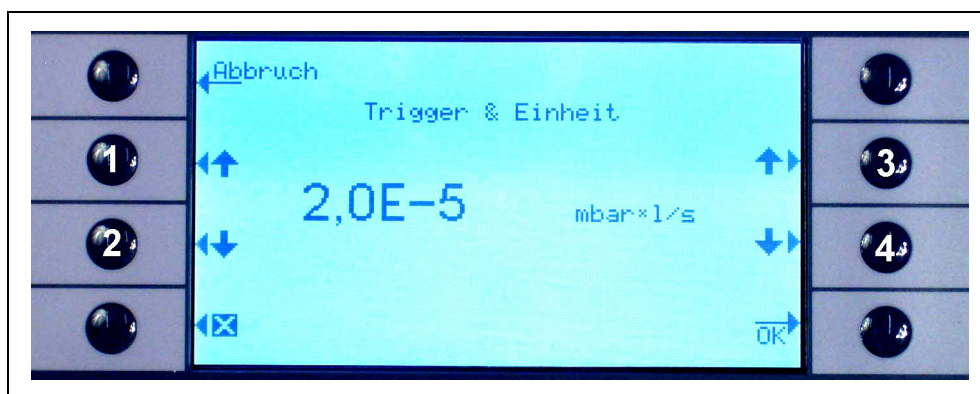 Abbruch
Trigger & Einheit
1
3
2,0E-5
mbar×l/s
2
4
OK